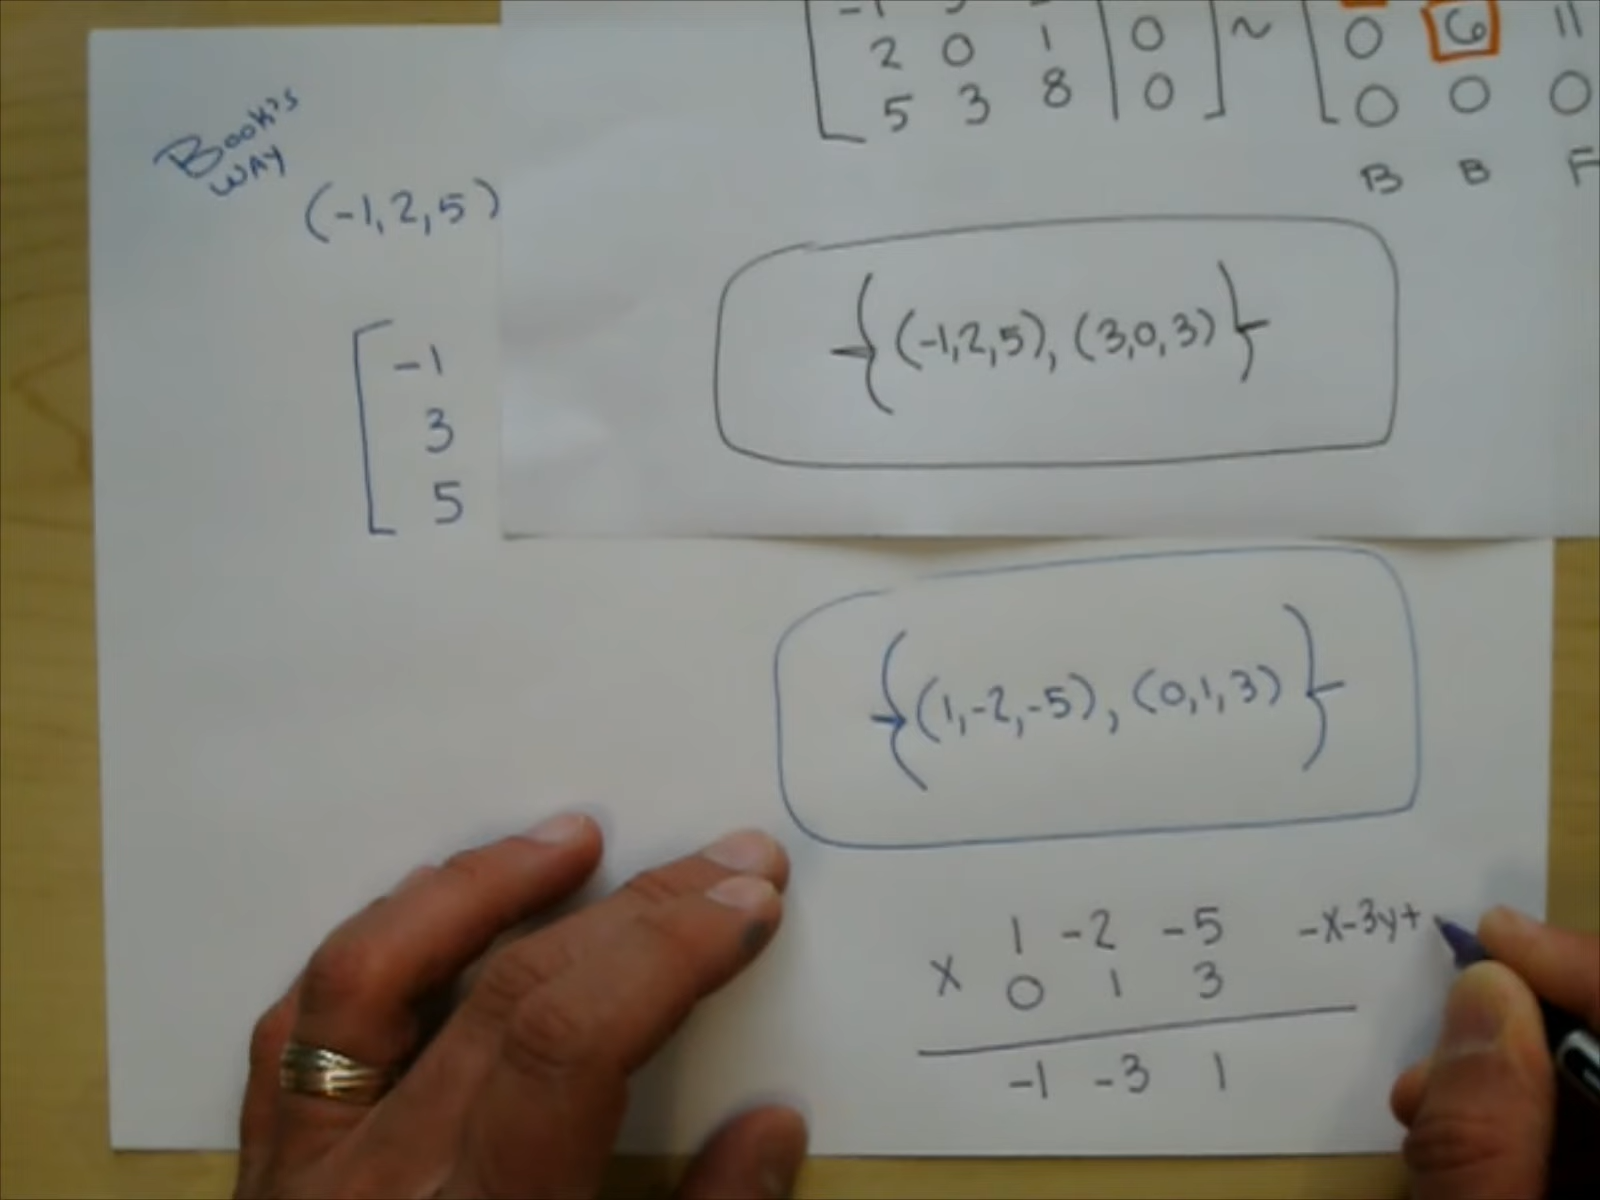 Book's
WAY
(-1, 2, 5)
-1
3
5
2 0 1 | 0 ~ 0 6 11
5 3 8 | 0 0 0 0
B B F
{(-1,2,5), (3,0,3)}
{(1,-2,-5), (0,1,3)}
1 -2 -5 -x-3y+
x 0 1 3
-1 -3 1